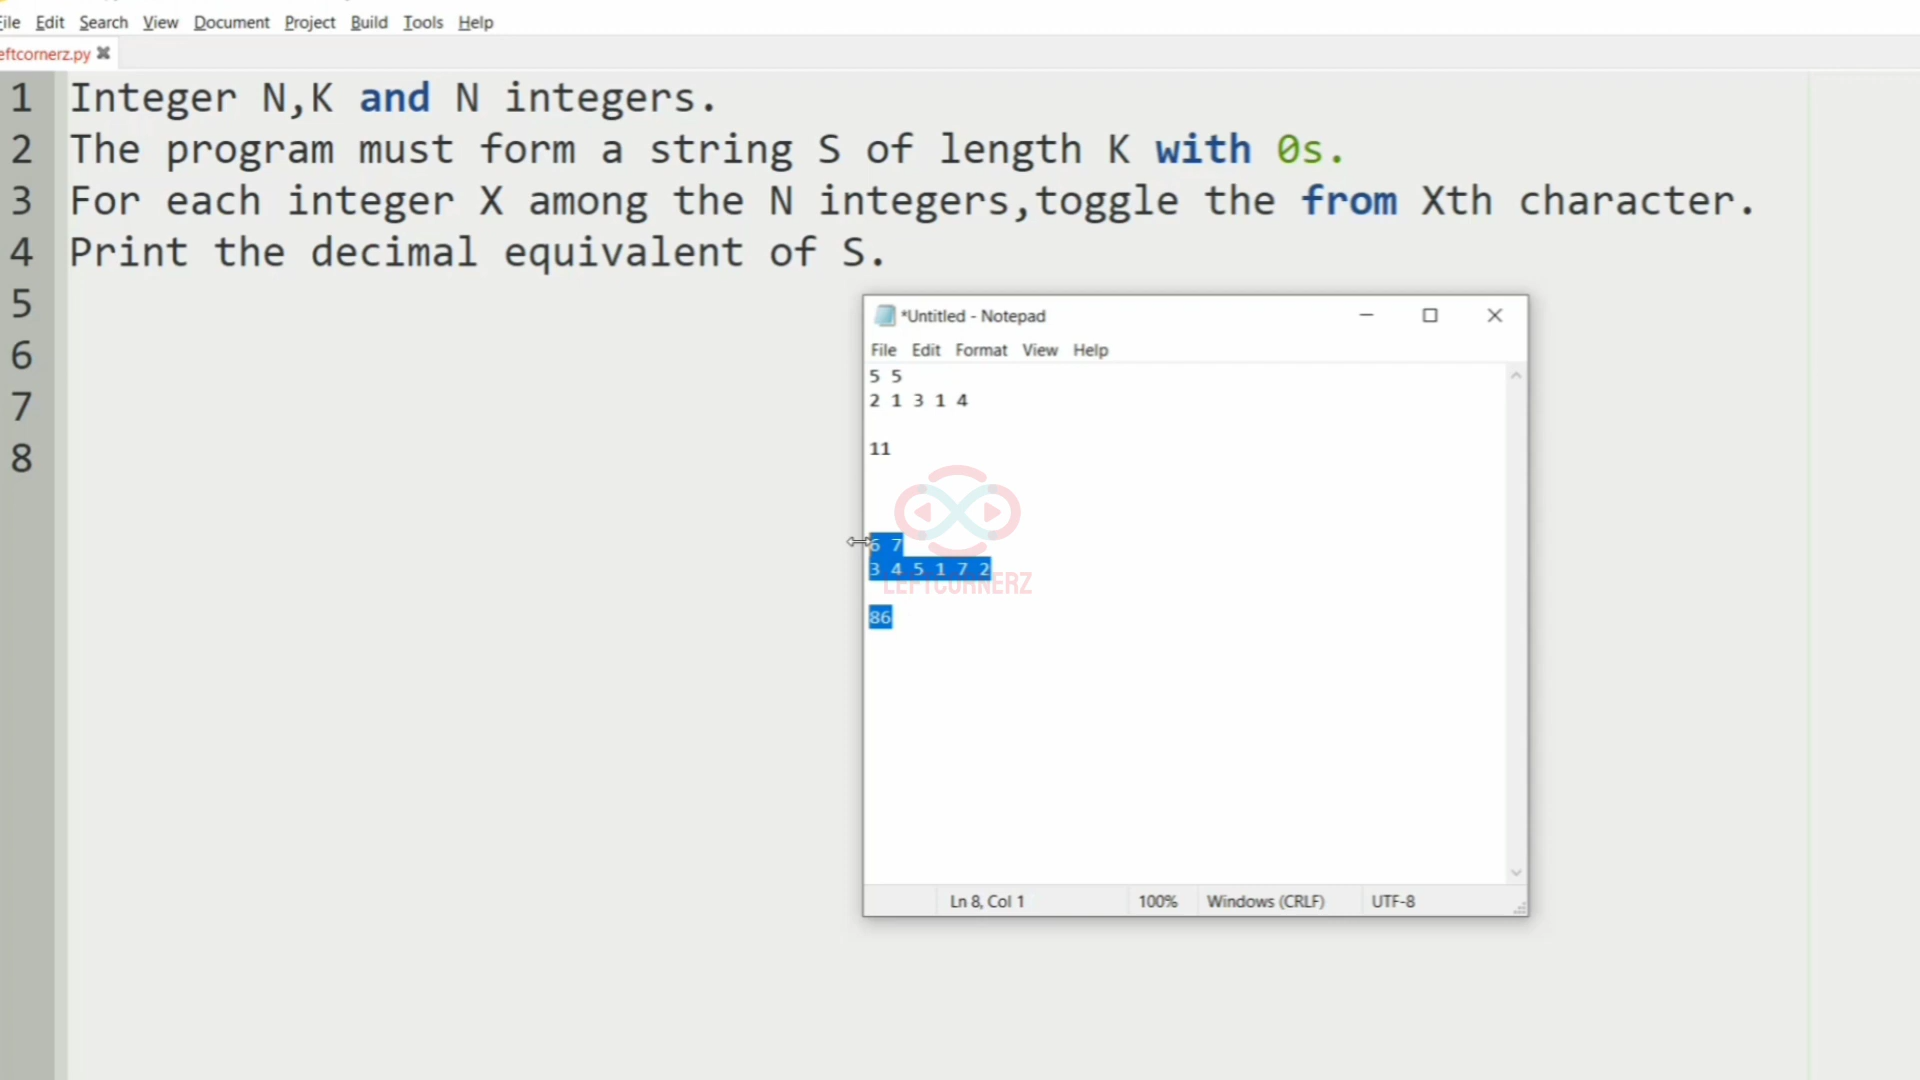 File Edit Search View Document Project Build Tools Help
eftcornerz.py
1 Integer N,K and N integers.
2 The program must form a string S of length K with 0s.
3 For each integer X among the N integers,toggle the from Xth character.
4 Print the decimal equivalent of S.
5
6
7
8
*Untitled - Notepad
File Edit Format View Help
5 5
2 1 3 1 4
11
6 7
3 4 5 1 7 2
LEFTCORNERZ
86
Ln 8, Col 1 100% Windows (CRLF) UTF-8